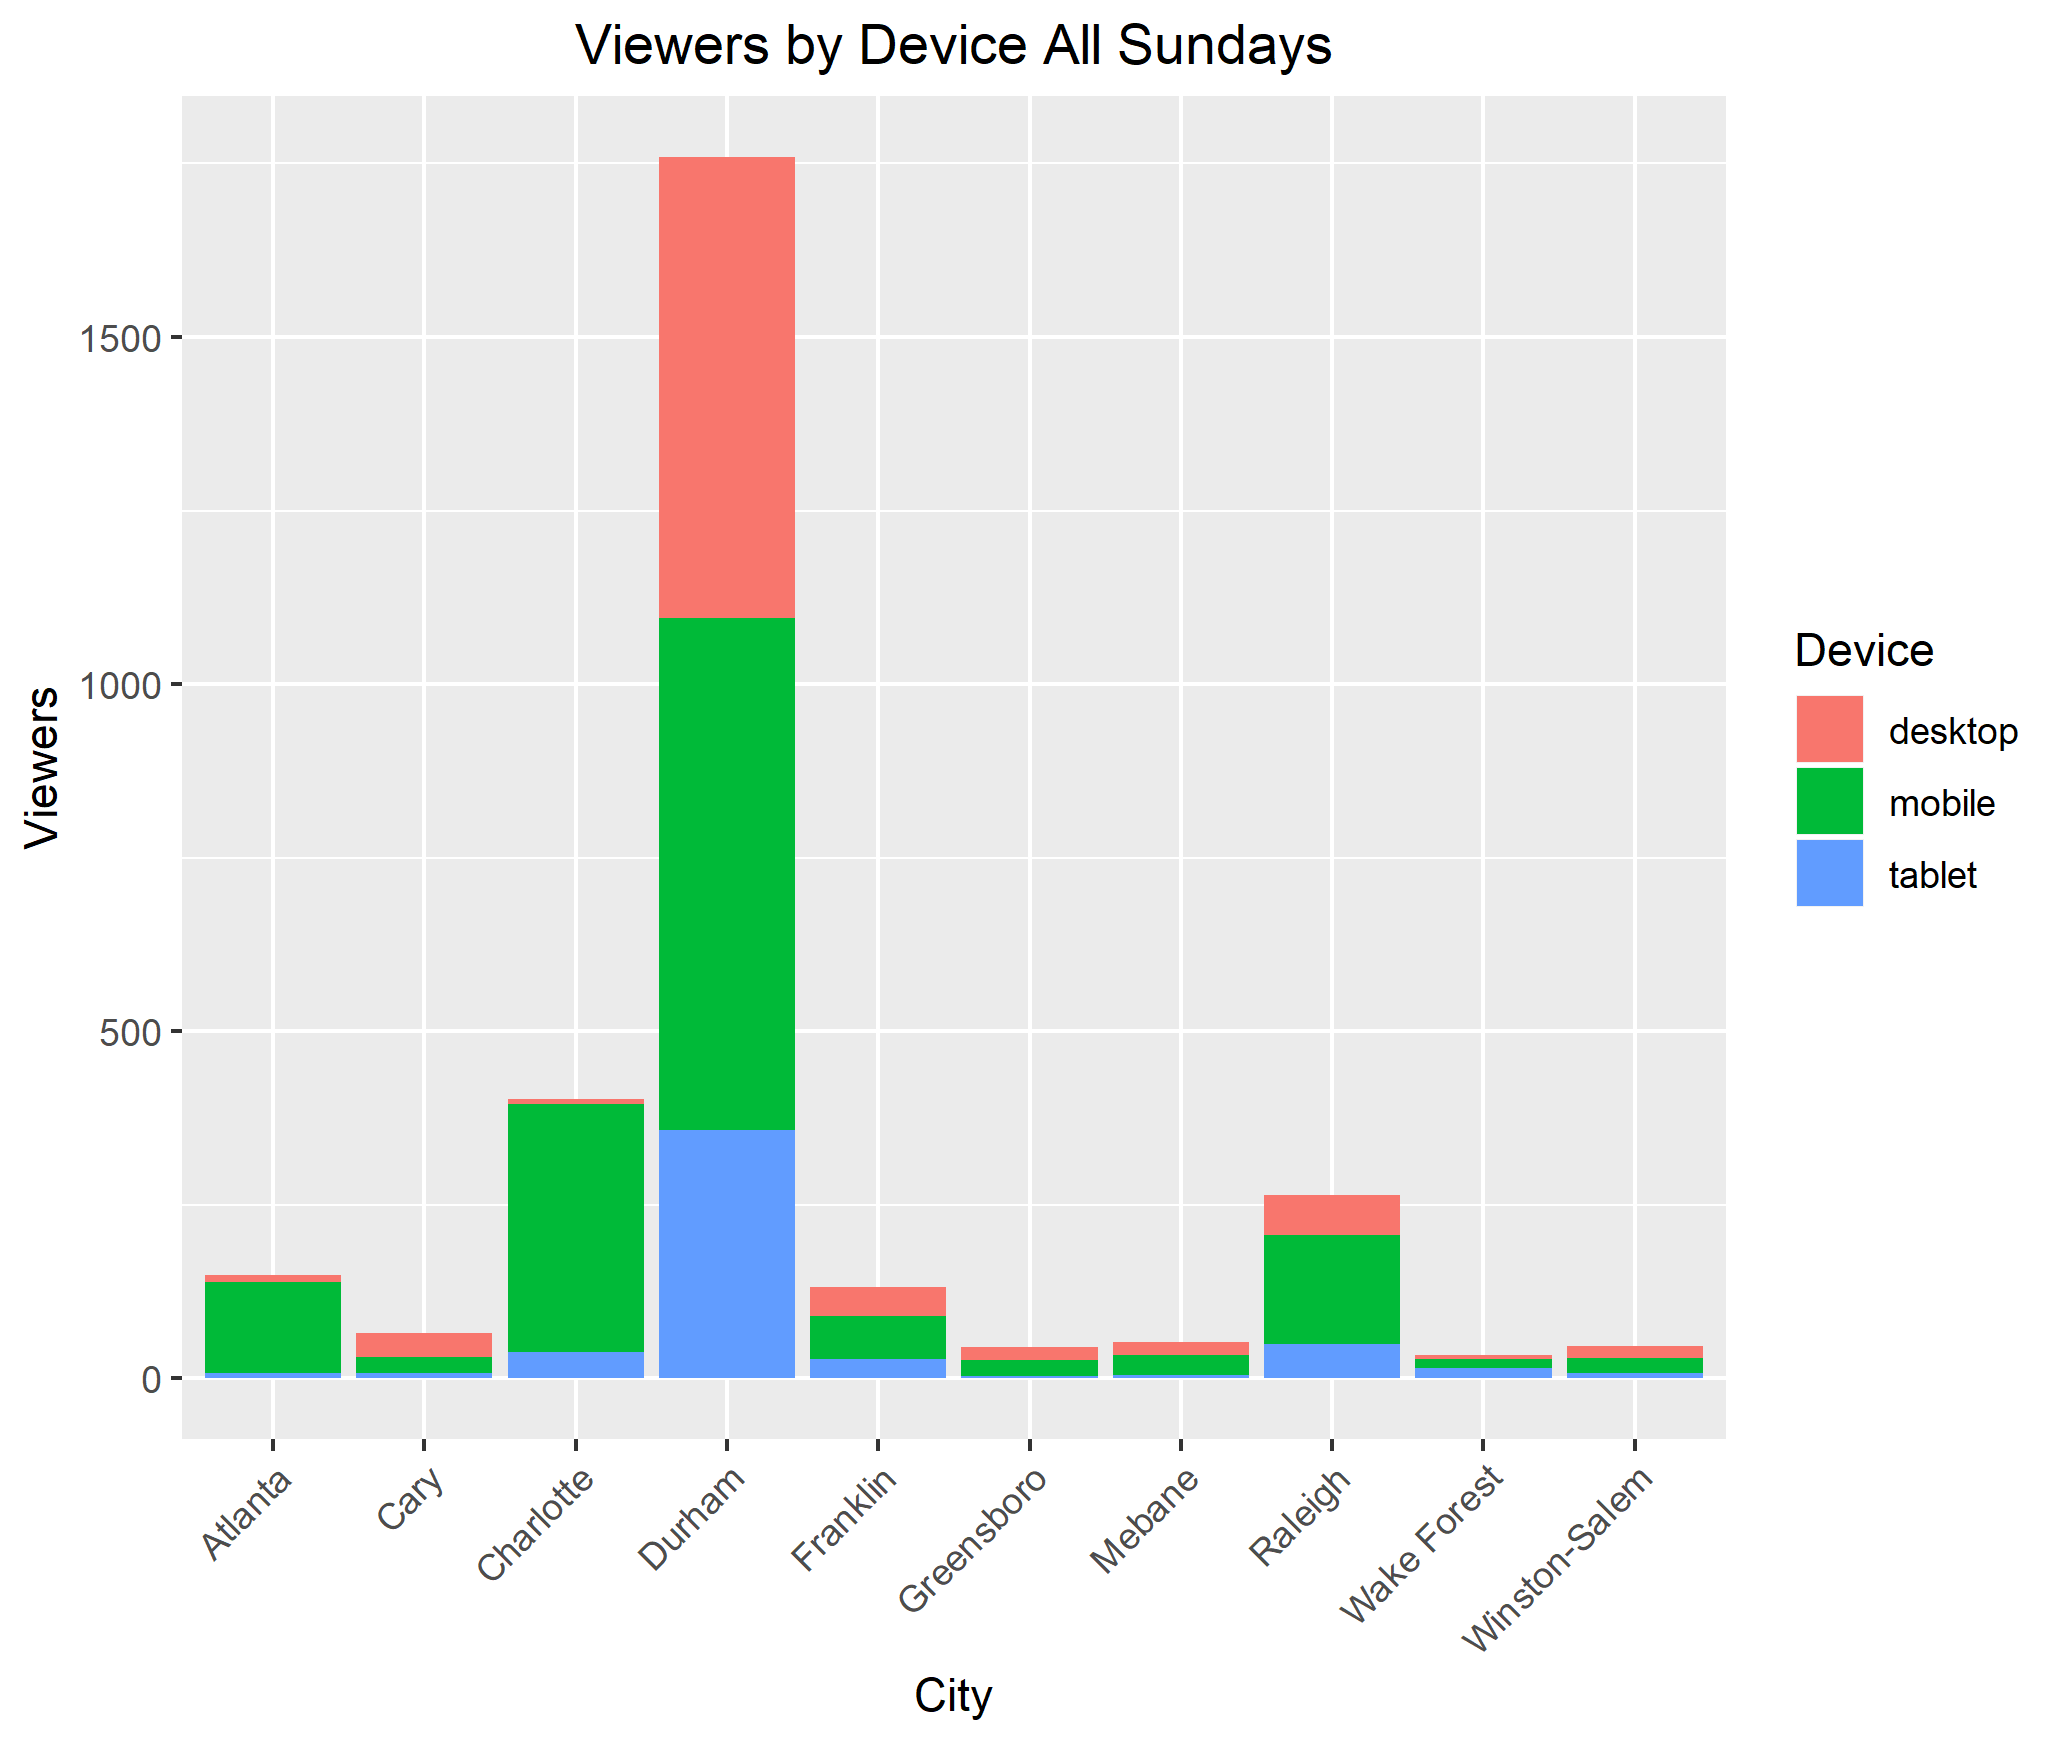 Viewers by Device All Sundays
Viewers
1500
1000
500
0
Atlanta
Cary
Charlotte
Durham
Franklin
Greensboro
Mebane
Raleigh
Wake Forest
Winston-Salem
City
Device
desktop
mobile
tablet